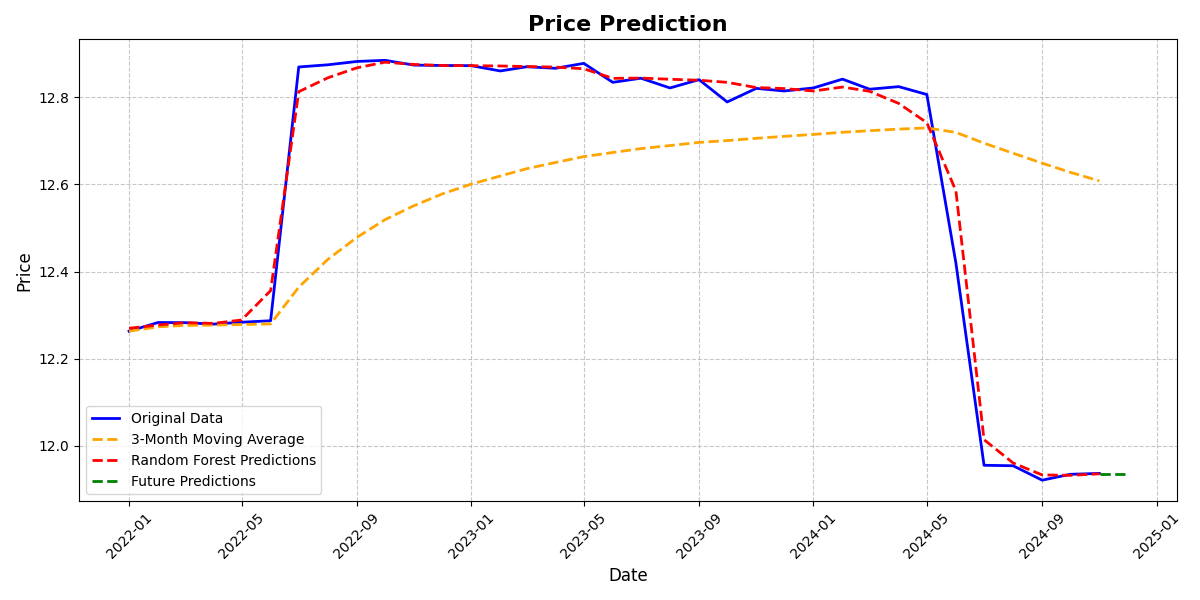 Price Prediction
Price
12.8
12.6
12.4
12.2
12.0
Original Data
3-Month Moving Average
Random Forest Predictions
Future Predictions
2022-01
2022-05
2022-09
2023-01
2023-05
2023-09
2024-01
2024-05
2024-09
2025-01
Date